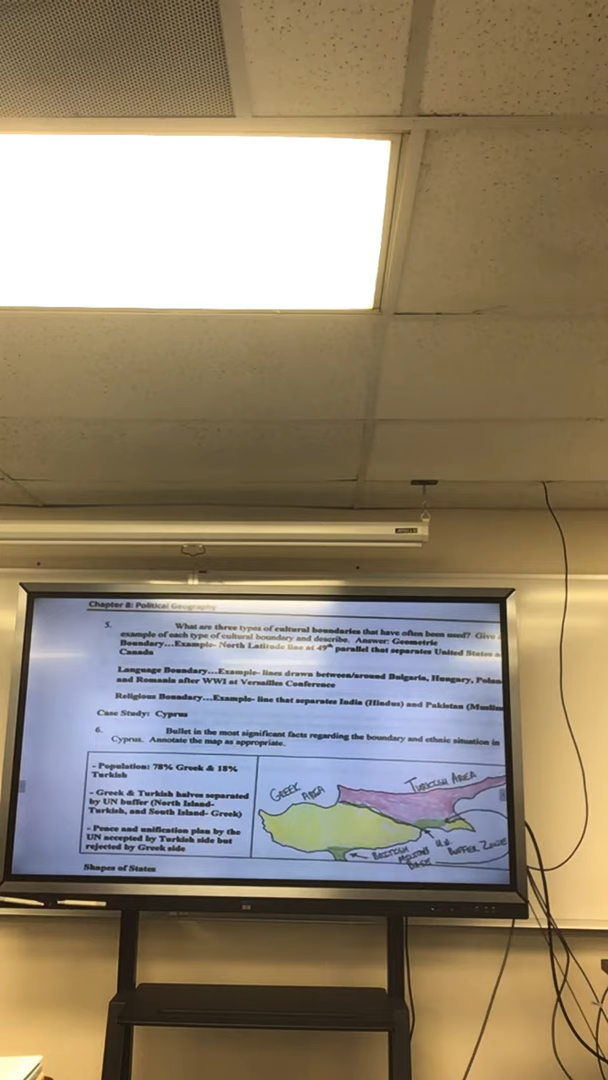 Chapter 8: Political Geography
5. What are three types of cultural boundaries that have often been used? Give
example of each type of cultural boundary and describe. Answer: Geometric
Boundary...Example- North Latitude line at 49th parallel that separates United States
Canada
Language Boundary...Example- lines drawn between/around Bulgaria, Hungary,
and Romania after WWI at Versailles Conference
Religious Boundary...Example- line that separates India (Hindus) and Pakistan
Case Study: Cyprus
6. Bullet in the most significant facts regarding the boundary and ethnic situation in
Cyprus. Annotate the map as appropriate.
- Population: 78% Greek & 18%
Turkish
- Greek & Turkish halves separated
by UN buffer (North Island-
Turkish, and South Island- Greek)
- Peace and unification plan by the
UN accepted by Turkish side but
rejected by Greek side
GREEK
AREA
TURKISH AREA
BRITISH
MILITARY
BASE
U.N.
BUFFER ZONE
Shapes of States
hp